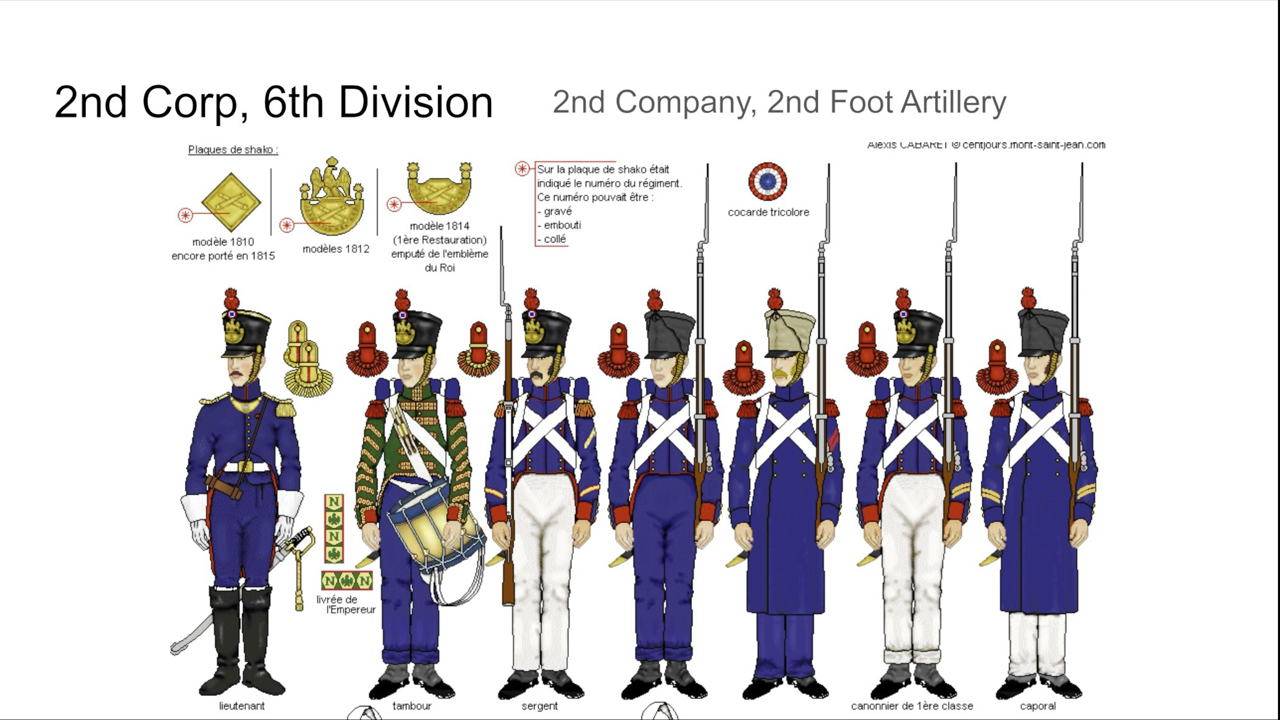 2nd Corp, 6th Division
2nd Company, 2nd Foot Artillery
Alexis CABARET © centjours.mont-saint-jean.com
Plaques de shako :
modèle 1810
encore porté en 1815
modèles 1812
modèle 1814
(1ère Restauration)
emputé de l'emblème
du Roi
Sur la plaque de shako était
indiqué le numéro du régiment.
Ce numéro pouvait être :
- gravé
- embouti
- collé
cocarde tricolore
N
N
N N
livrée de
l'Empereur
lieutenant
tambour
sergent
canonnier de 1ère classe
caporal